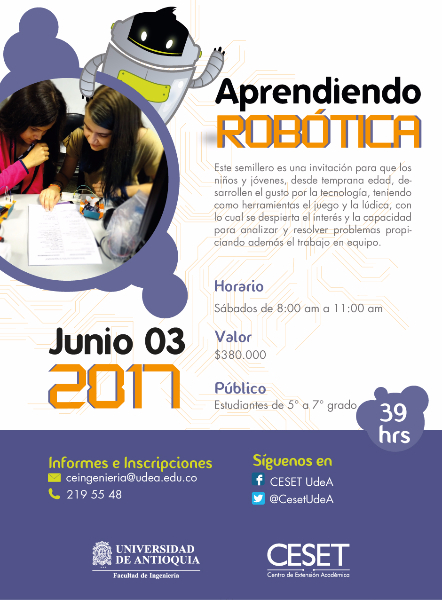 Aprendiendo
ROBÓTICA
Este semillero es una invitación para que los
niños y jóvenes, desde temprana edad, de-
sarrollen el gusto por la tecnología, teniendo
como herramientas el juego y la lúdica, con
lo cual se despierta el interés y la capacidad
para analizar y resolver problemas propi-
ciando además el trabajo en equipo.
Horario
Sábados de 8:00 am a 11:00 am
Junio 03
2017
Valor
$380.000
Público
Estudiantes de 5° a 7° grado
39
hrs
Informes e Inscripciones
ceingenieria@udea.edu.co
219 55 48
Síguenos en
CESET UdeA
@CesetUdeA
UNIVERSIDAD
DE ANTIOQUIA
Facultad de Ingeniería
CESET
Centro de Extensión Académica